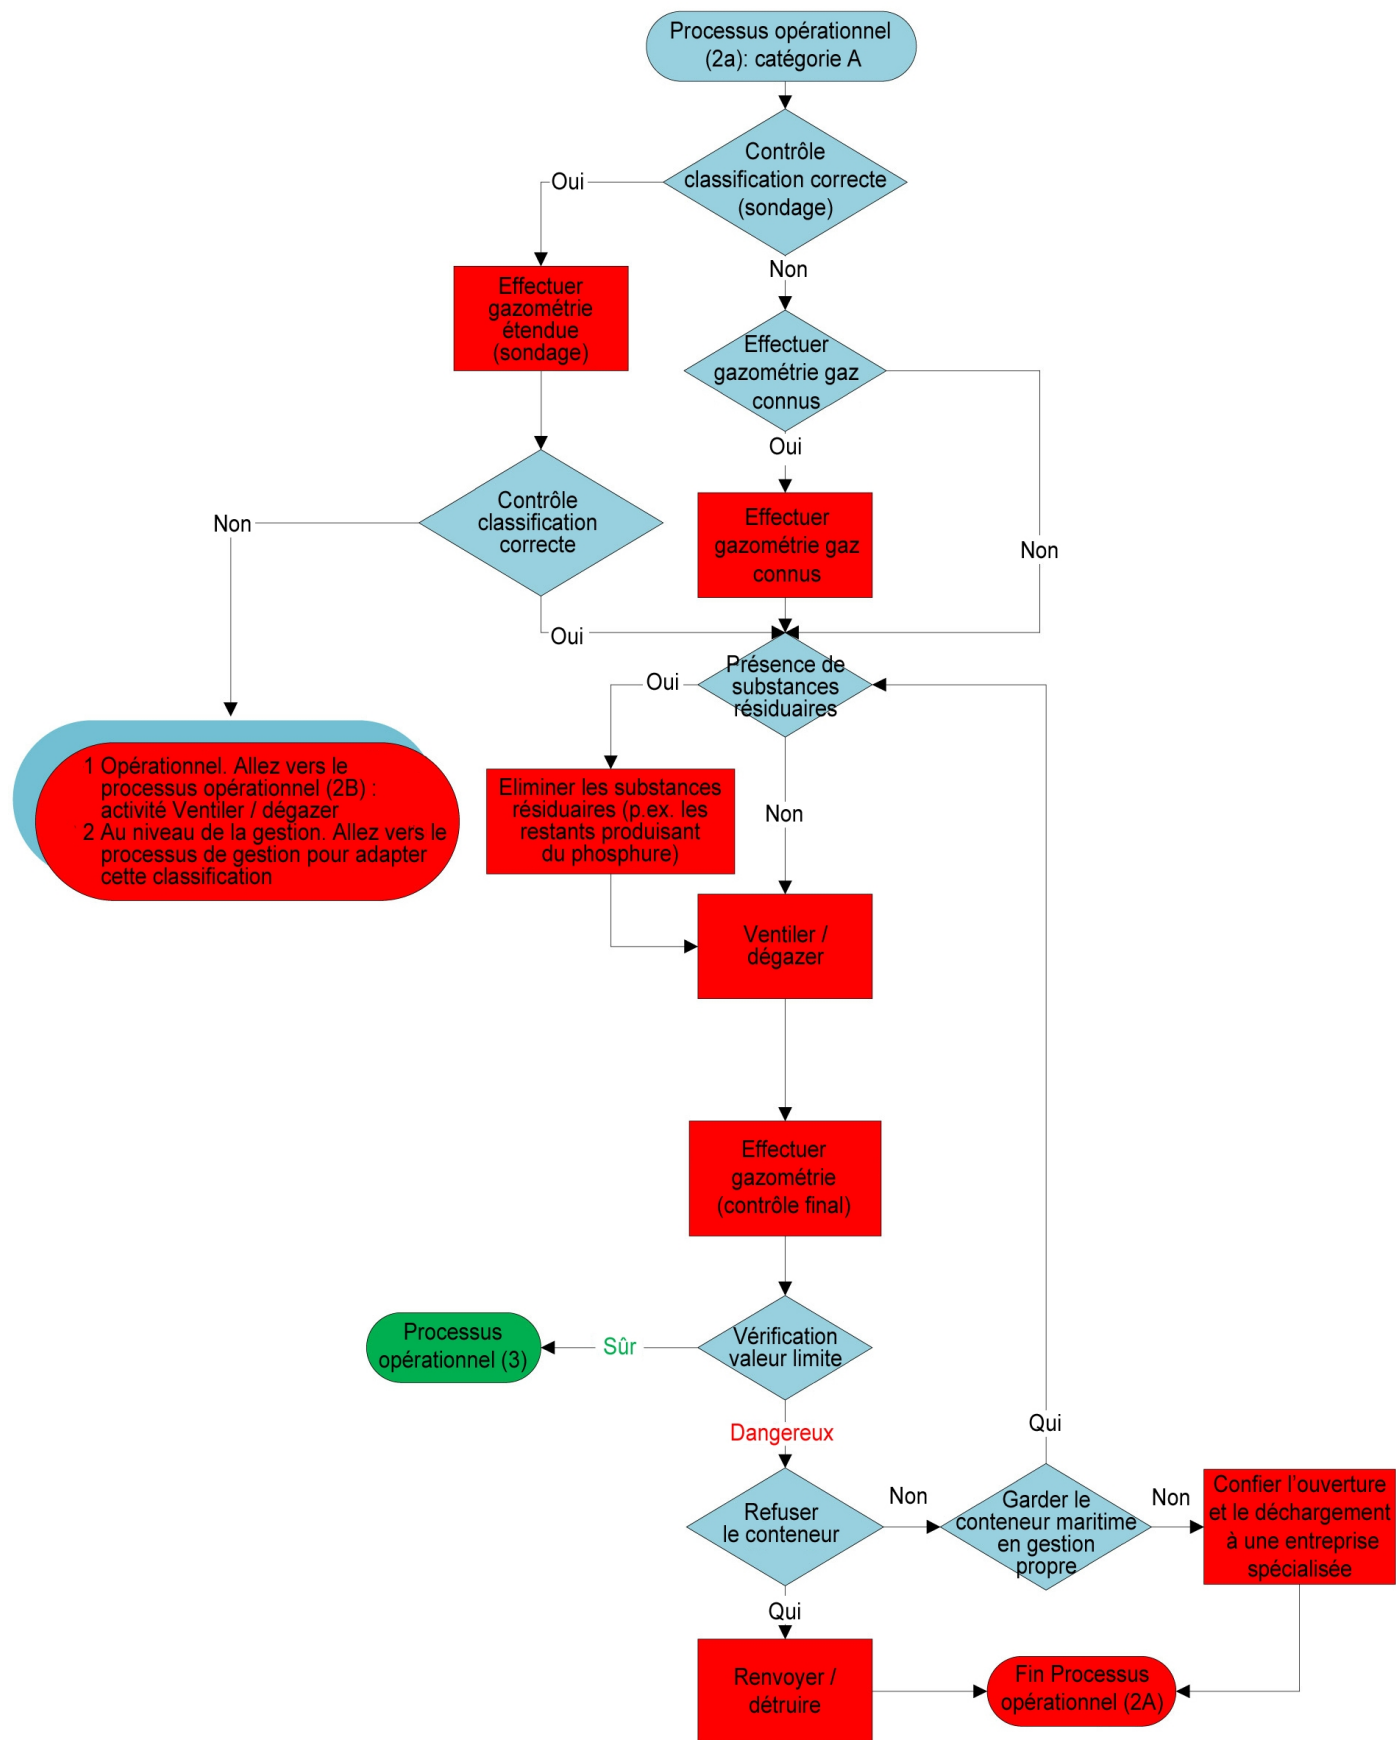 Processus opérationnel
(2a): catégorie A
Contrôle
classification correcte
(sondage)
Oui
Non
Effectuer
gazométrie
étendue
(sondage)
Effectuer
gazométrie gaz
connus
Oui
Non
Contrôle
classification
correcte
Non
Oui
Effectuer
gazométrie gaz
connus
Présence de
substances
résiduaires
Oui
Non
1 Opérationnel. Allez vers le
processus opérationnel (2B) :
activité Ventiler / dégazer
2 Au niveau de la gestion. Allez vers le
processus de gestion pour adapter
cette classification
Eliminer les substances
résiduaires (p.ex. les
restants produisant
du phosphure)
Ventiler /
dégazer
Effectuer
gazométrie
(contrôle final)
Vérification
valeur limite
Sûr
Processus
opérationnel (3)
Dangereux
Refuser
le conteneur
Non
Qui
Garder le
conteneur maritime
en gestion
propre
Qui
Non
Confier l’ouverture
et le déchargement
à une entreprise
spécialisée
Renvoyer /
détruire
Fin Processus
opérationnel (2A)